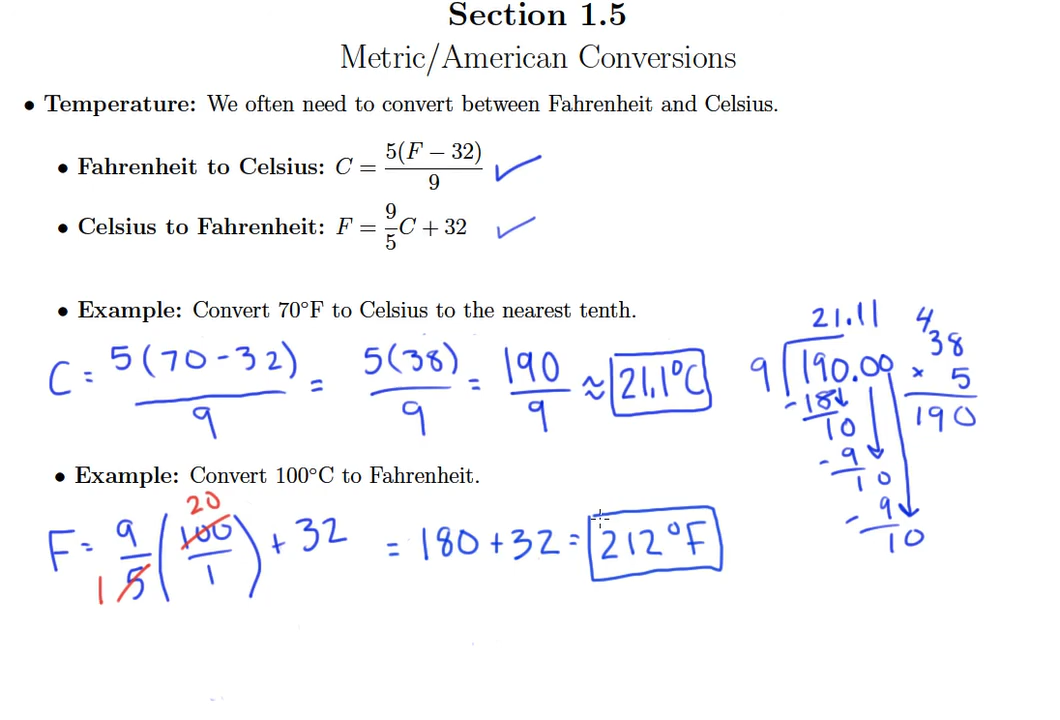 Section 1.5
Metric/American Conversions
• Temperature: We often need to convert between Fahrenheit and Celsius.
• Fahrenheit to Celsius: C = 5(F − 32)/9 ✓
• Celsius to Fahrenheit: F = 9/5 C + 32 ✓
• Example: Convert 70°F to Celsius to the nearest tenth.
C = 5(70-32)/9 = 5(38)/9 = 190/9 ≈ 21.1°C
21.11
9 190.00
-18
10
-9
10
-9
10
4
38
× 5
190
• Example: Convert 100°C to Fahrenheit.
20
F = 9/5 (100/1) + 32 = 180 + 32 = 212°F
1